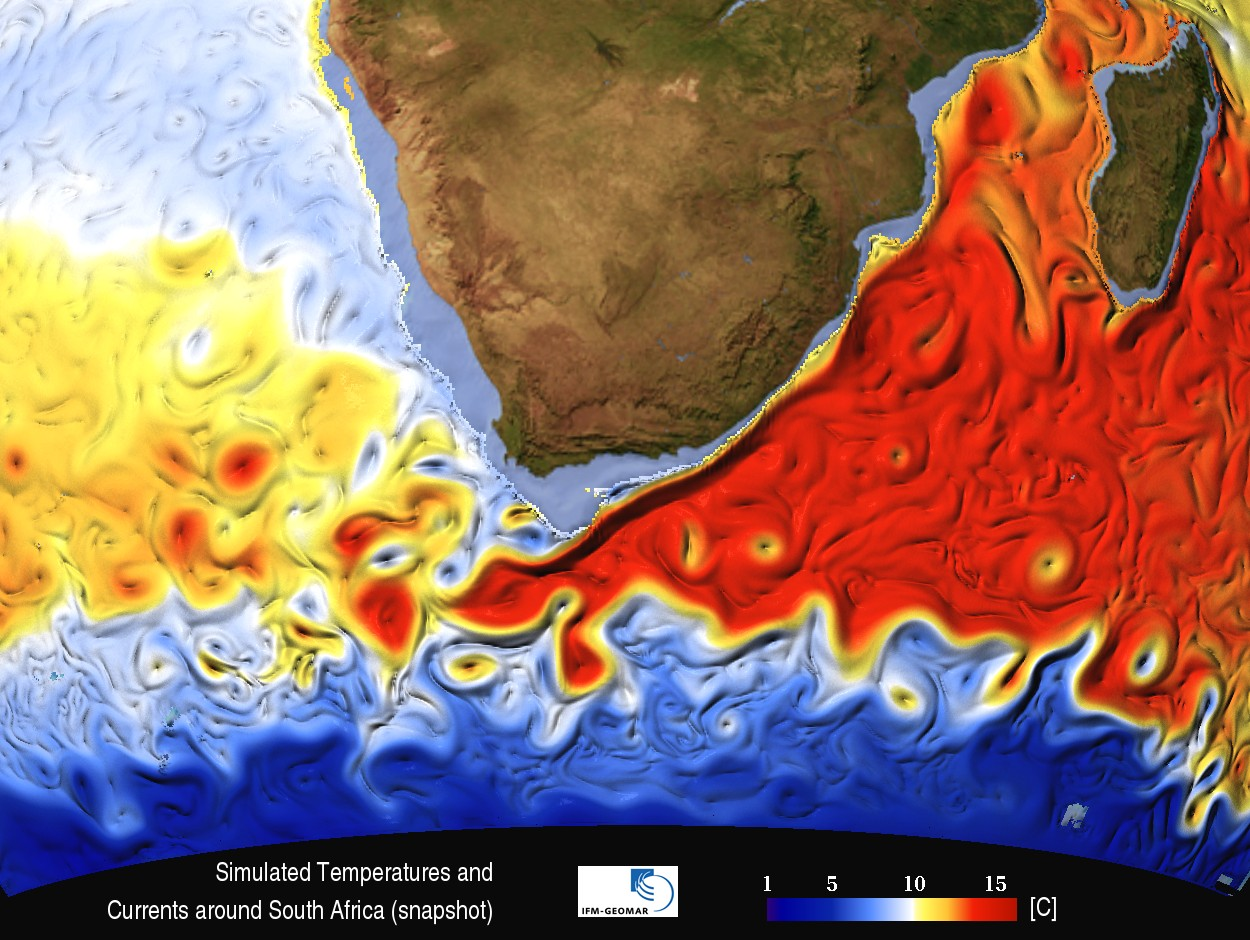 Simulated Temperatures and
Currents around South Africa (snapshot)
IFM-GEOMAR
1 5 10 15
[C]